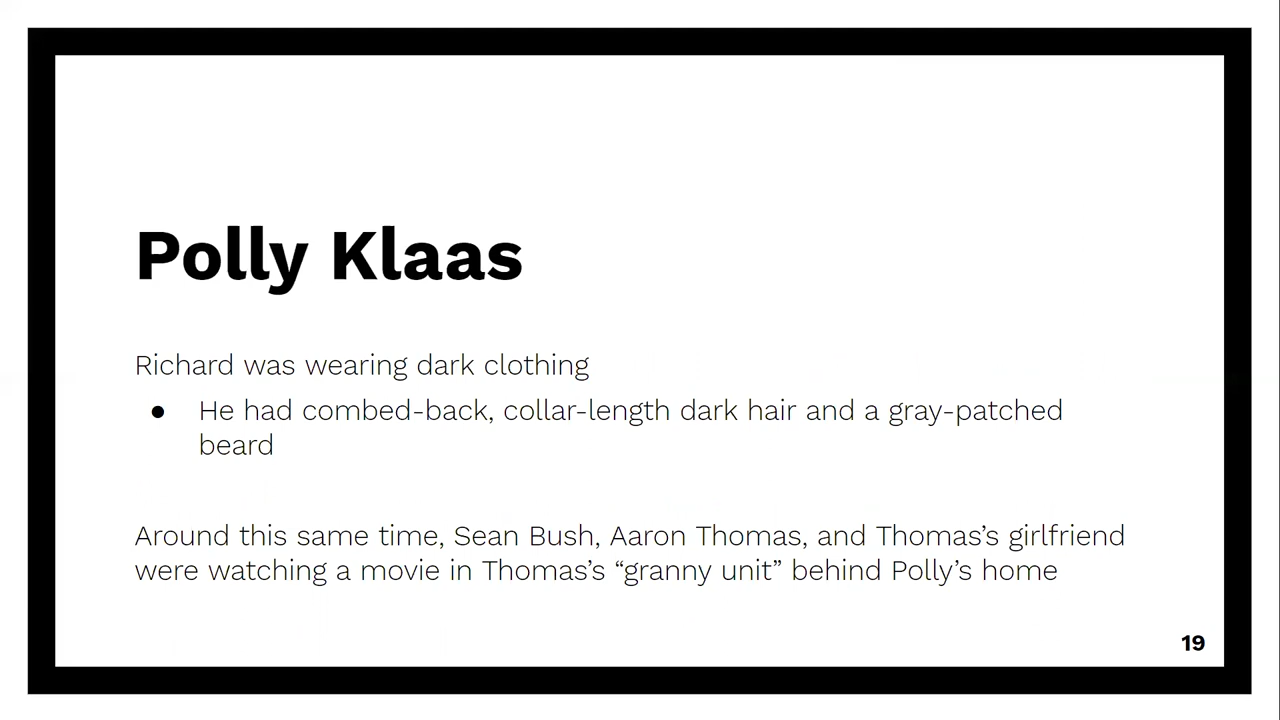 Polly Klaas
Richard was wearing dark clothing
● He had combed-back, collar-length dark hair and a gray-patched
beard
Around this same time, Sean Bush, Aaron Thomas, and Thomas’s girlfriend
were watching a movie in Thomas’s “granny unit” behind Polly’s home
19